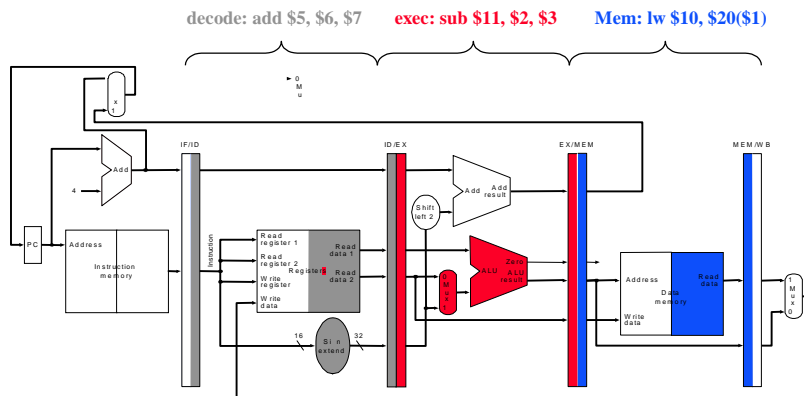 decode: add $5, $6, $7 exec: sub $11, $2, $3 Mem: lw $10, $20($1)
0
M
u
x
1
IF/ID
ID/EX
EX/MEM
MEM/WB
Add
4
Add
Add
result
Shift
left 2
PC
Address
Instruction
memory
Instruction
Read
register 1
Read
register 2
Write
register
Write
data
Registers
Read
data 1
Read
data 2
0
M
u
x
1
ALU
Zero
ALU
result
Address
Write
data
Data
memory
Read
data
1
M
u
x
0
16
Si n
extend
32